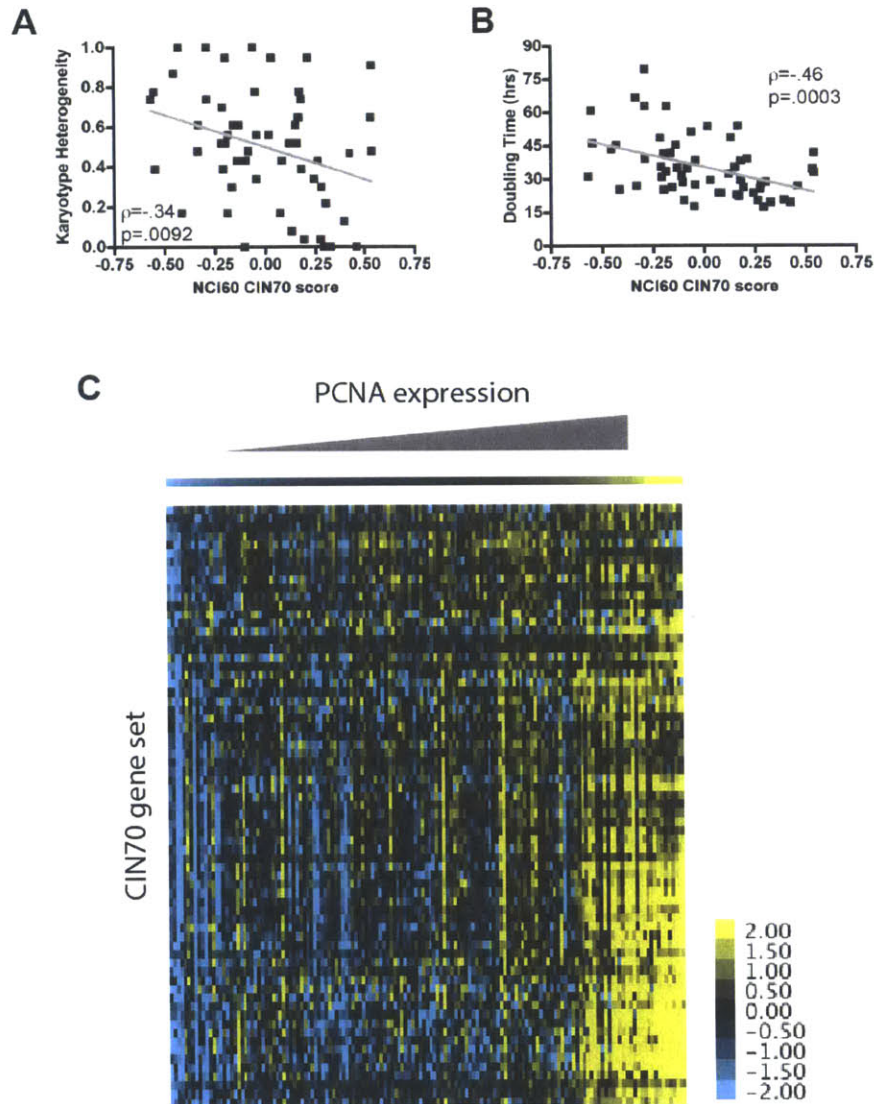 A
Karyotype Heterogeneity
1.0
0.8
0.6
0.4
0.2
0.0
ρ=-.34
p=.0092
-0.75 -0.50 -0.25 0.00 0.25 0.50 0.75
NCI60 CIN70 score
B
Doubling Time (hrs)
90
75
60
45
30
15
0
ρ=-.46
p=.0003
-0.75 -0.50 -0.25 0.00 0.25 0.50 0.75
NCI60 CIN70 score
C
PCNA expression
CIN70 gene set
2.00
1.50
1.00
0.50
0.00
-0.50
-1.00
-1.50
-2.00